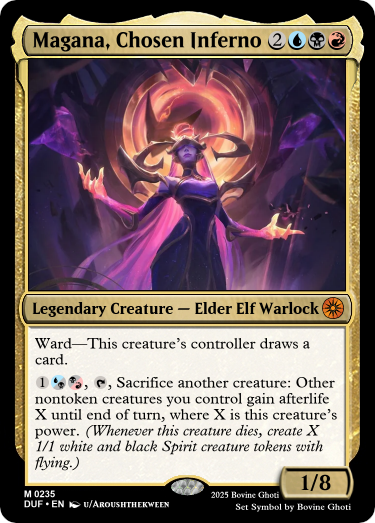 Magana, Chosen Inferno 2
Legendary Creature — Elder Elf Warlock
Ward—This creature's controller draws a
card.
1, , Sacrifice another creature: Other
nontoken creatures you control gain afterlife
X until end of turn, where X is this creature's
power. (Whenever this creature dies, create X
1/1 white and black Spirit creature tokens with
flying.)
1/8
M 0235
DUF • EN u/AROUSHTHEKWEEN
2025 Bovine Ghoti
Set Symbol by Bovine Ghoti